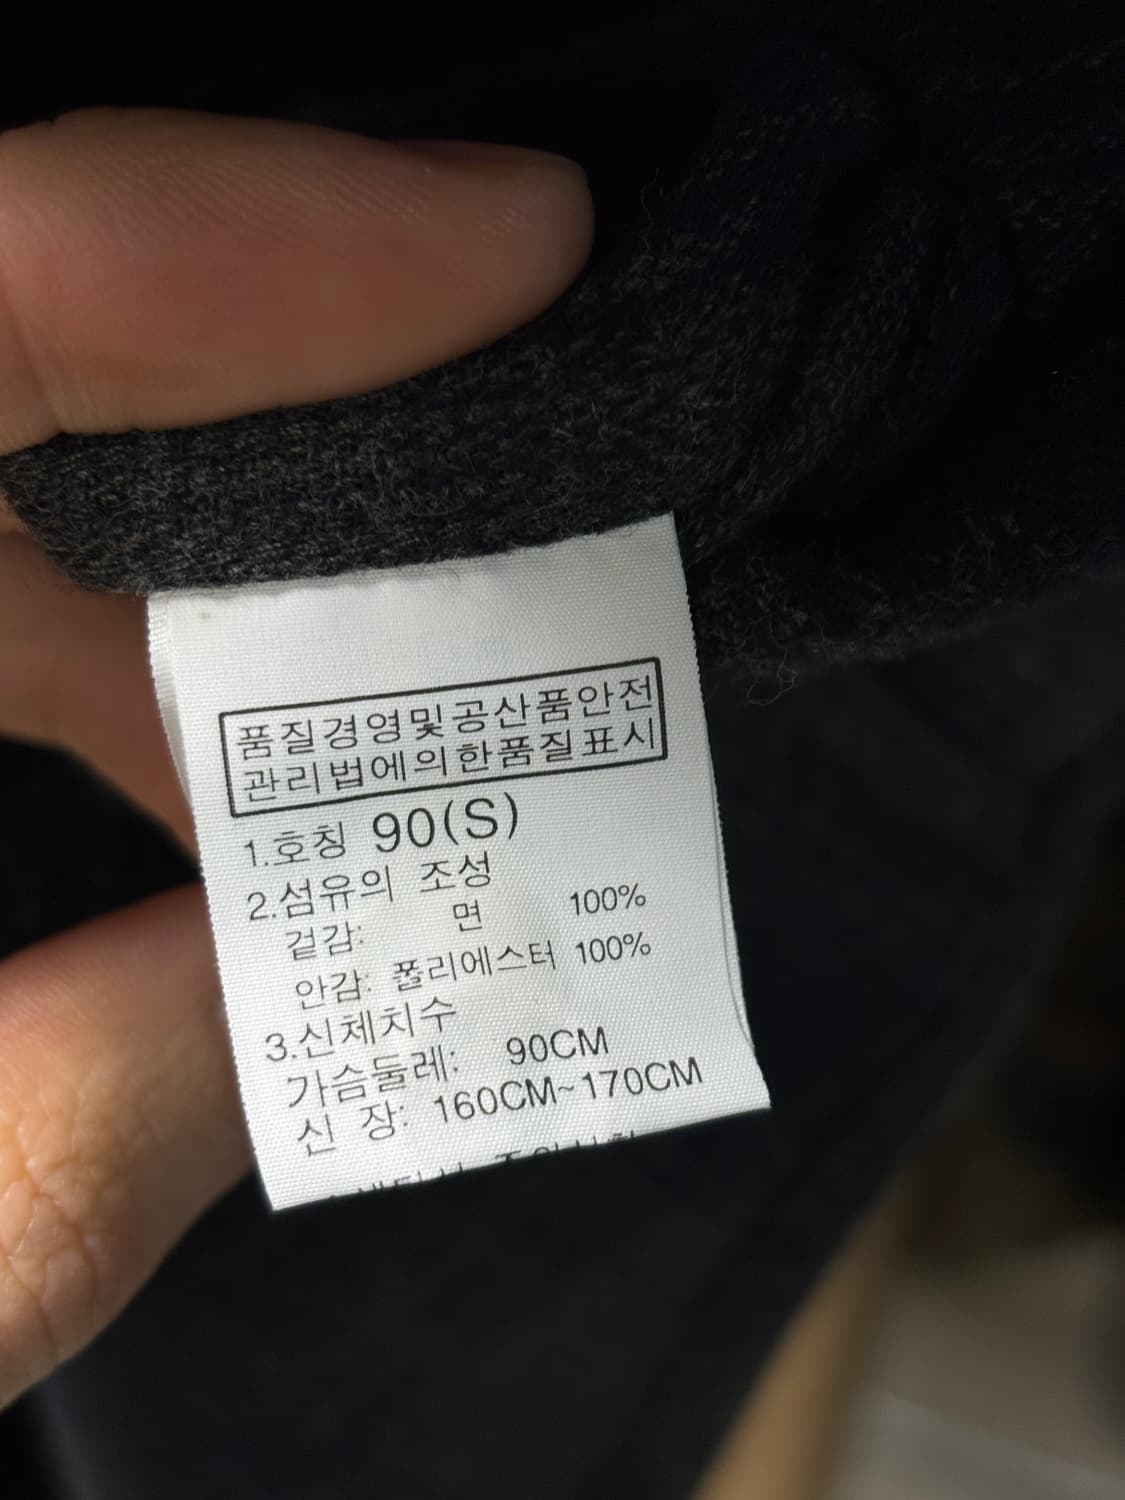 품질경영및공산품안전
관리법에의한품질표시
1.호칭 90(S)
2.섬유의 조성
겉감: 면 100%
안감: 폴리에스터 100%
3.신체치수
가슴둘레: 90CM
신 장: 160CM~170CM